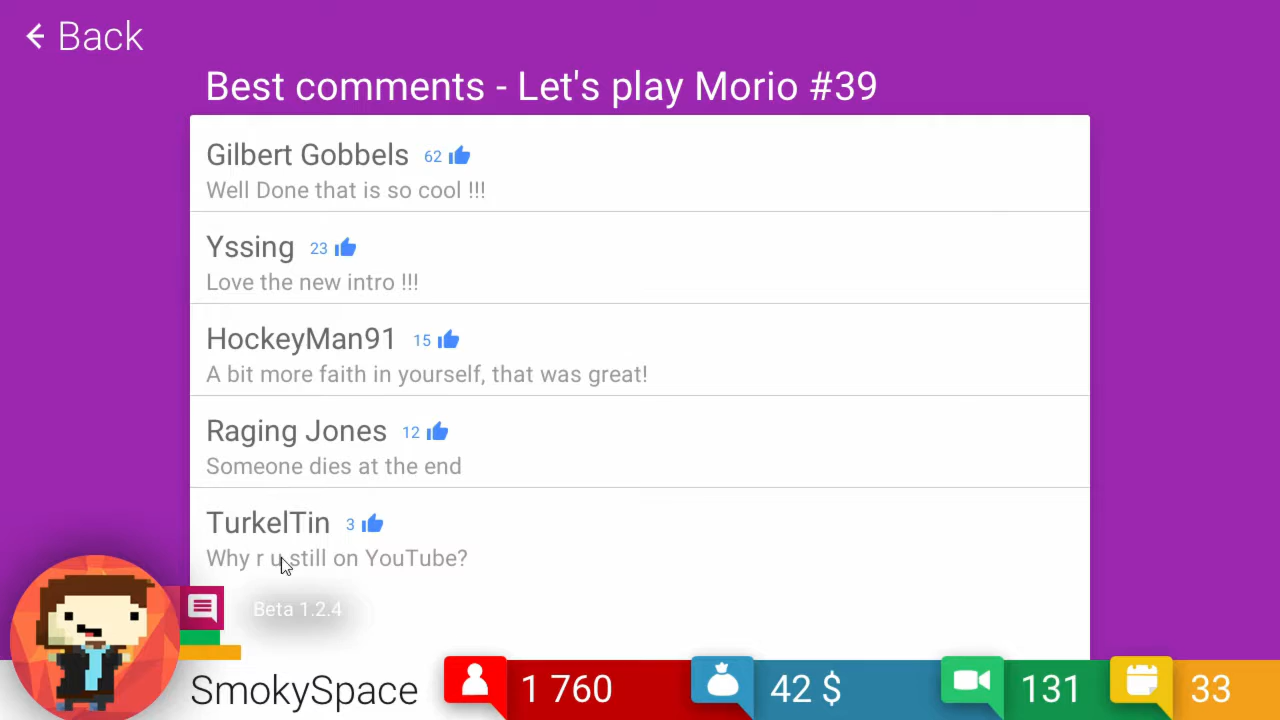 Back
Best comments - Let's play Morio #39
Gilbert Gobbels 62
Well Done that is so cool !!!
Yssing 23
Love the new intro !!!
HockeyMan91 15
A bit more faith in yourself, that was great!
Raging Jones 12
Someone dies at the end
TurkelTin 3
Why r u still on YouTube?
Beta 1.2.4
SmokySpace 1 760 42 $ 131 33